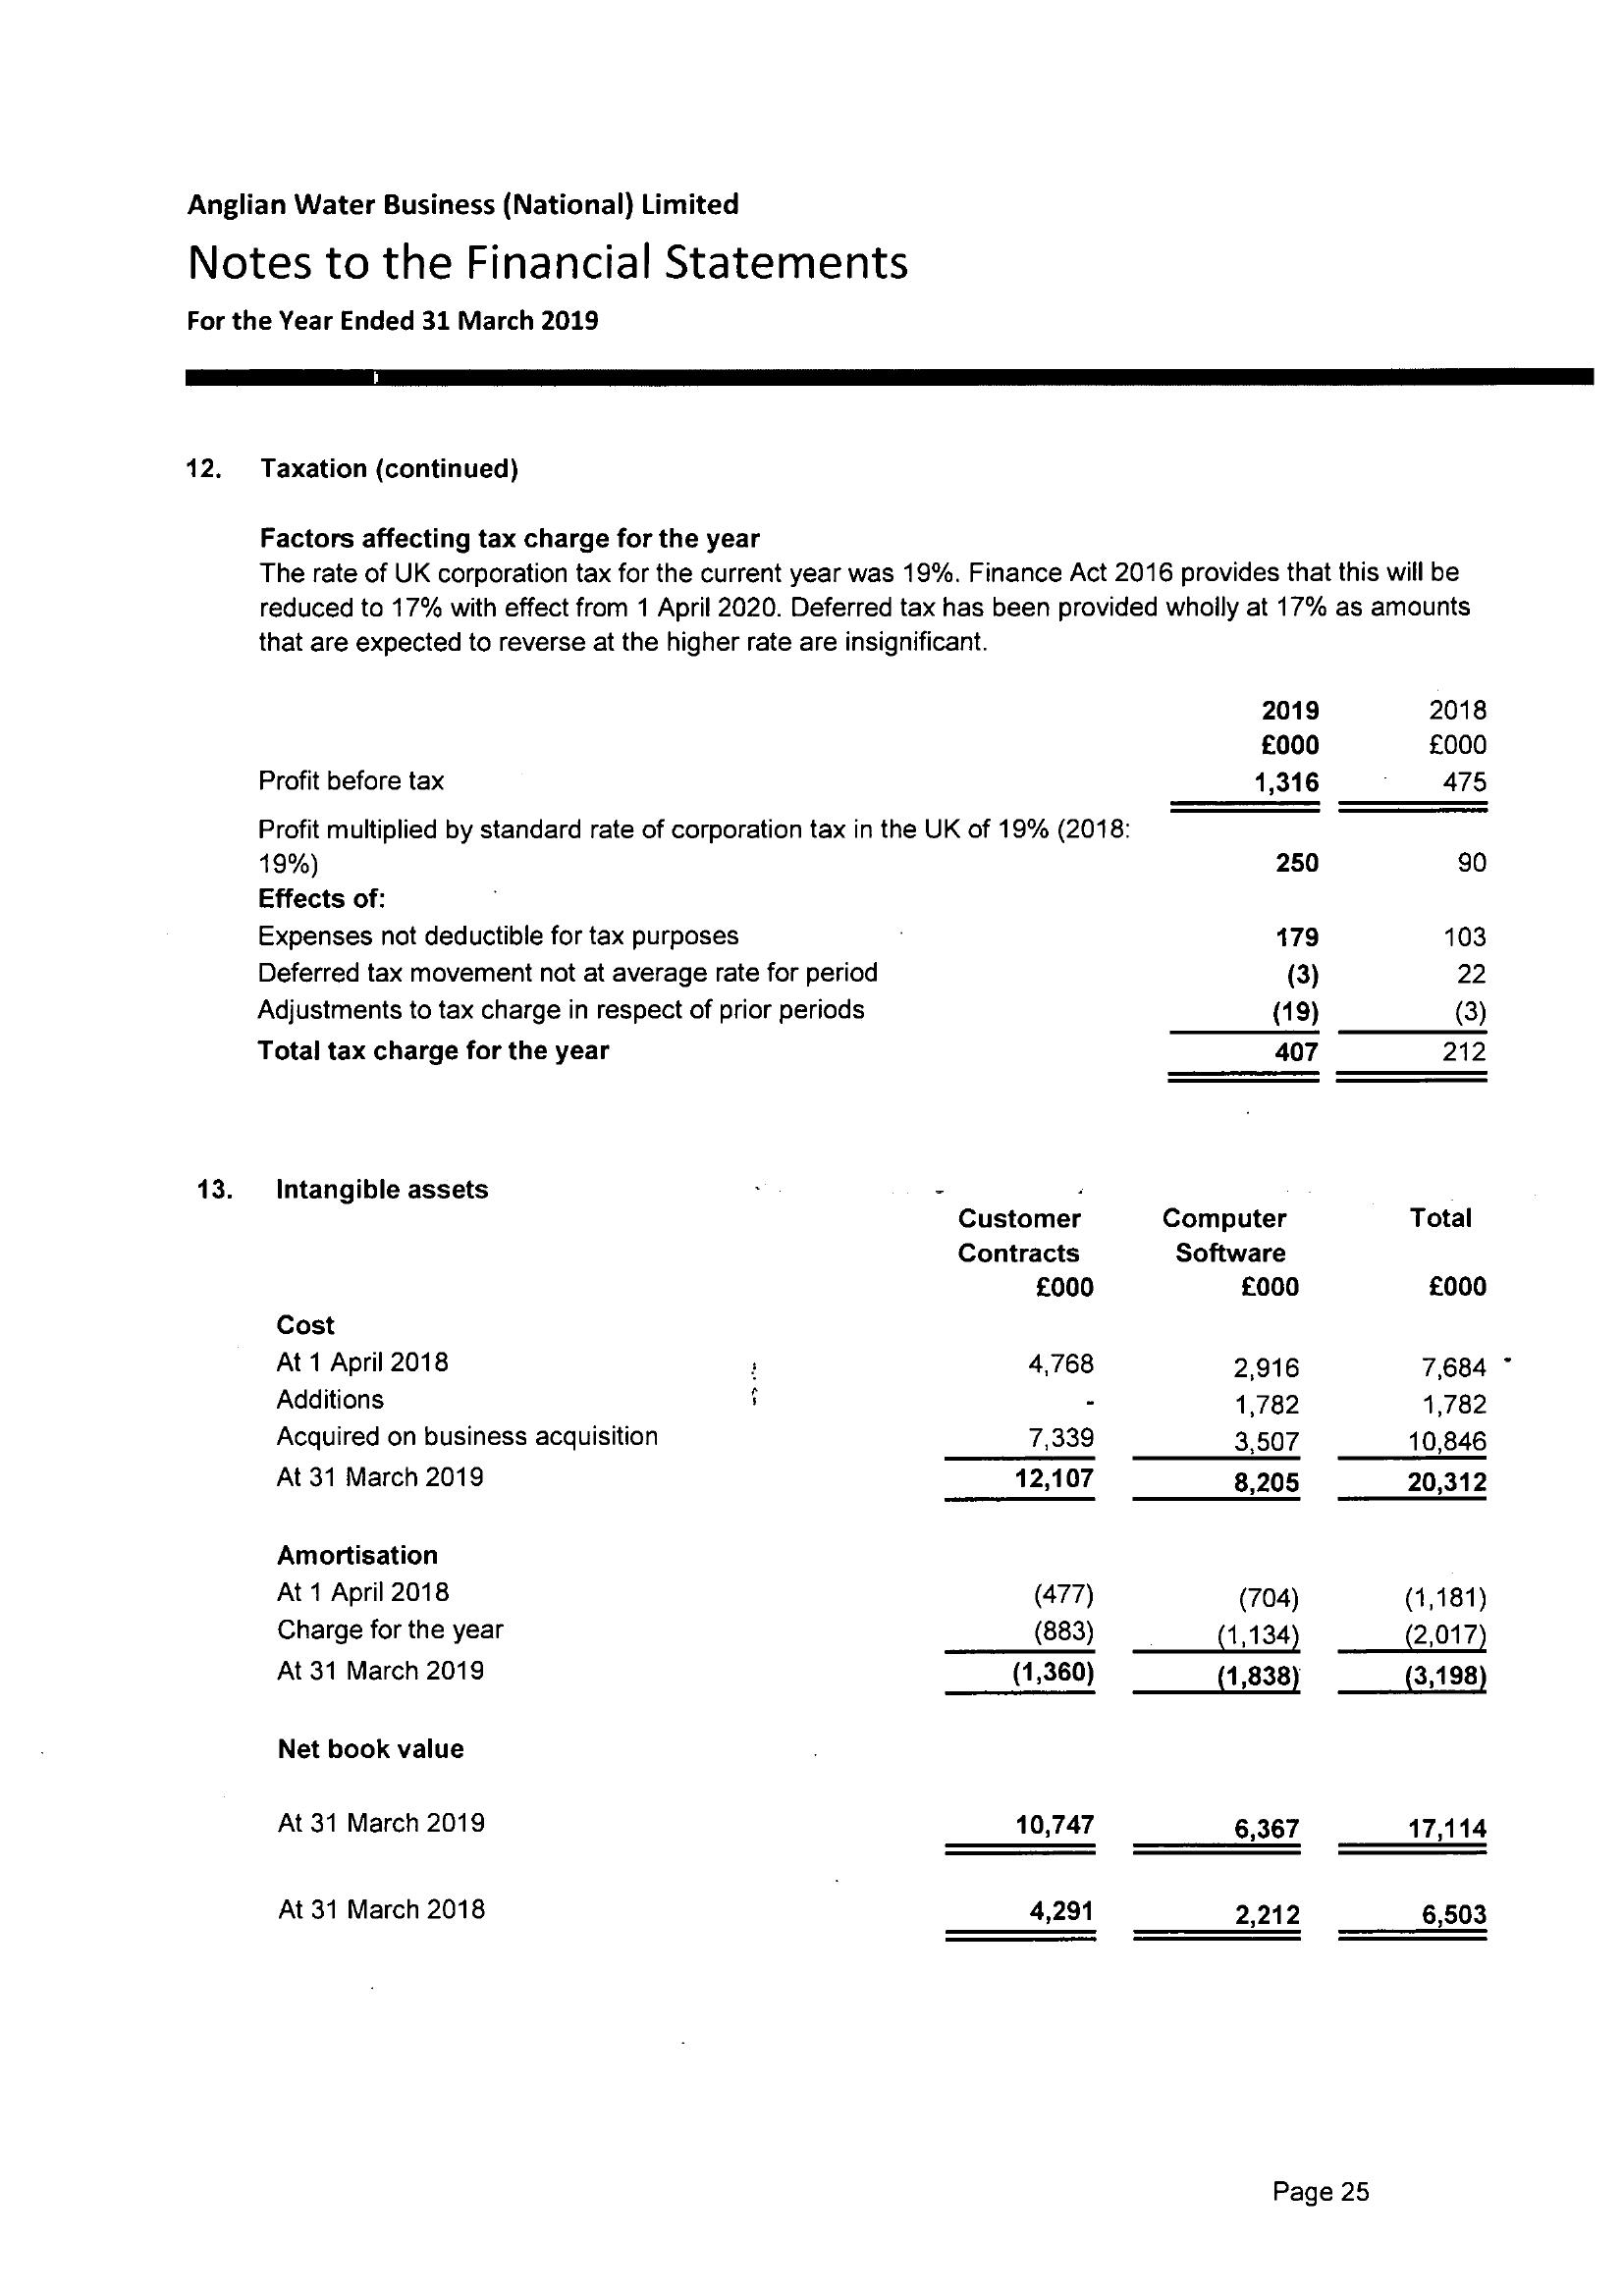 Anglian Water Business (National) Limited
Notes to the Financial Statements
For the Year Ended 31 March 2019
12. Taxation (continued)
Factors affecting tax charge for the year
The rate of UK corporation tax for the current year was 19%. Finance Act 2016 provides that this will be
reduced to 17% with effect from 1 April 2020. Deferred tax has been provided wholly at 17% as amounts
that are expected to reverse at the higher rate are insignificant.
2019 2018
£000 £000
Profit before tax 1,316 475
Profit multiplied by standard rate of corporation tax in the UK of 19% (2018:
19%) 250 90
Effects of:
Expenses not deductible for tax purposes 179 103
Deferred tax movement not at average rate for period (3) 22
Adjustments to tax charge in respect of prior periods (19) (3)
Total tax charge for the year 407 212
13. Intangible assets
Customer Computer Total
Contracts Software
£000 £000 £000
Cost
At 1 April 2018 4,768 2,916 7,684
Additions - 1,782 1,782
Acquired on business acquisition 7,339 3,507 10,846
At 31 March 2019 12,107 8,205 20,312
Amortisation
At 1 April 2018 (477) (704) (1,181)
Charge for the year (883) (1,134) (2,017)
At 31 March 2019 (1,360) (1,838) (3,198)
Net book value
At 31 March 2019 10,747 6,367 17,114
At 31 March 2018 4,291 2,212 6,503
Page 25